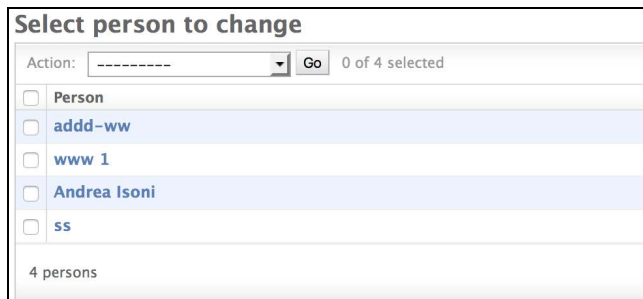 Select person to change
Action: --------- Go 0 of 4 selected
Person
addd-ww
www 1
Andrea Isoni
ss
4 persons